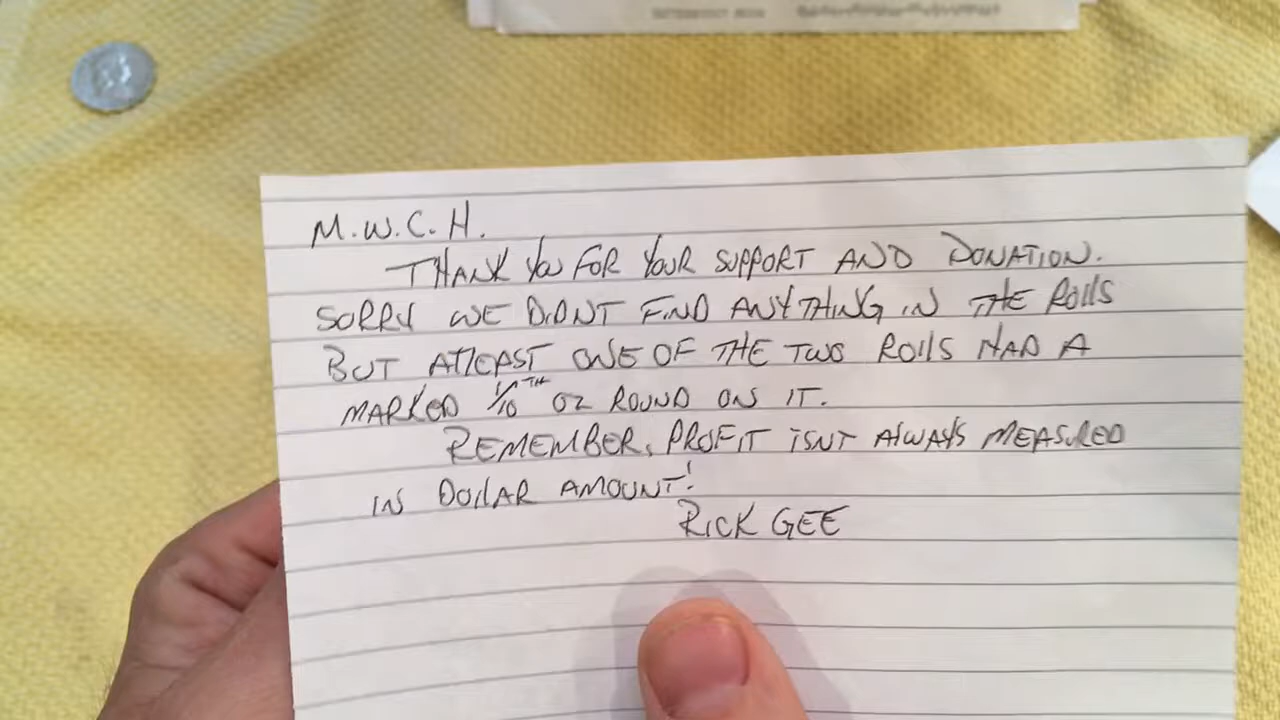 M.W.C.H.
THANK YOU FOR YOUR SUPPORT AND DONATION.
SORRY WE DIDNT FIND ANYTHING IN THE ROLLS
BUT ATLEAST ONE OF THE TWO ROLLS HAD A
MARKED 1/10TH OZ ROUND ON IT.
REMEMBER, PROFIT ISNT ALWAYS MEASURED
IN DOLLAR AMOUNT!
RICK GEE